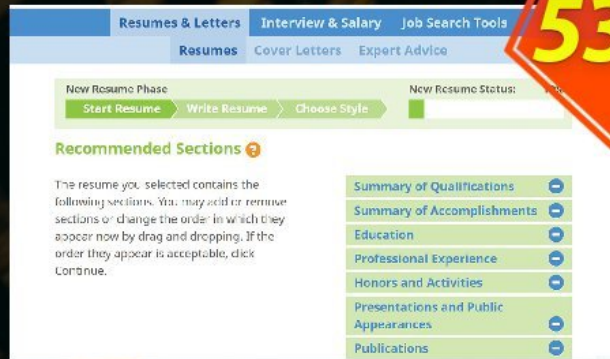 53
Resumes & Letters Interview & Salary Job Search Tools
Resumes Cover Letters Expert Advice
New Resume Phase
New Resume Status:
Start Resume Write Resume Choose Style
Recommended Sections ?
The resume you selected contains the
following sections. You may add or remove
sections or change the order in which they
appear now by drag and dropping. If the
order they appear is acceptable, click
Continue.
Summary of Qualifications
Summary of Accomplishments
Education
Professional Experience
Honors and Activities
Presentations and Public
Appearances
Publications